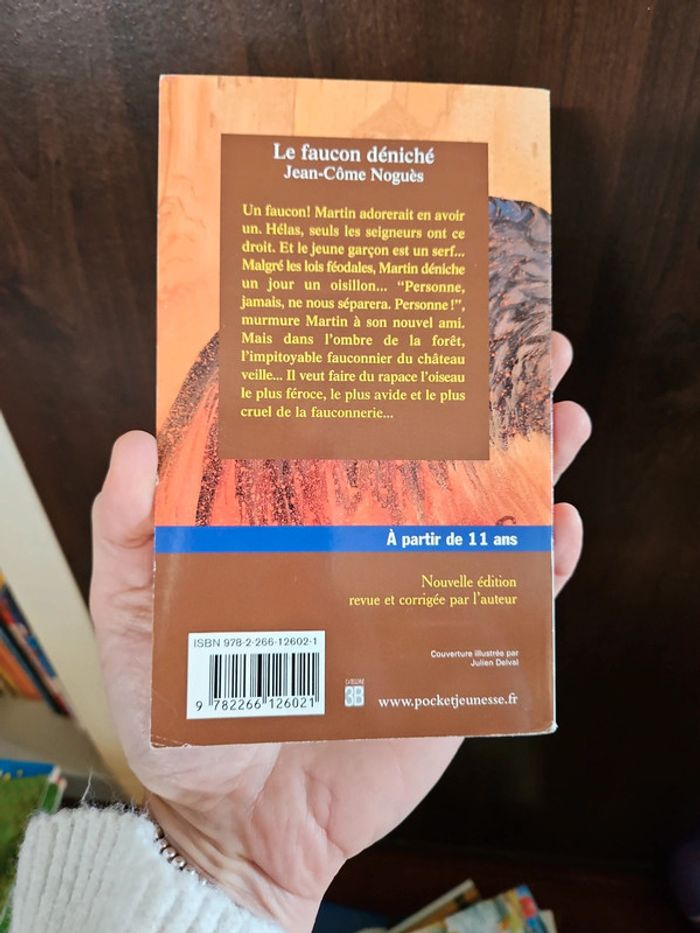 Le faucon déniché
Jean-Côme Noguès
Un faucon! Martin adorerait en avoir
un. Hélas, seuls les seigneurs ont ce
droit. Et le jeune garçon est un serf...
Malgré les lois féodales, Martin déniche
un jour un oisillon... “Personne,
jamais, ne nous séparera. Personne!”,
murmure Martin à son nouvel ami.
Mais dans l’ombre de la forêt,
l’impitoyable fauconnier du château
veille... Il veut faire du rapace l’oiseau
le plus féroce, le plus avide et le plus
cruel de la fauconnerie...
À partir de 11 ans
Nouvelle édition
revue et corrigée par l’auteur
ISBN 978-2-266-12602-1
Couverture illustrée par
Julien Delval
9 782266 126021
CATÉGORIE
3B
www.pocketjeunesse.fr